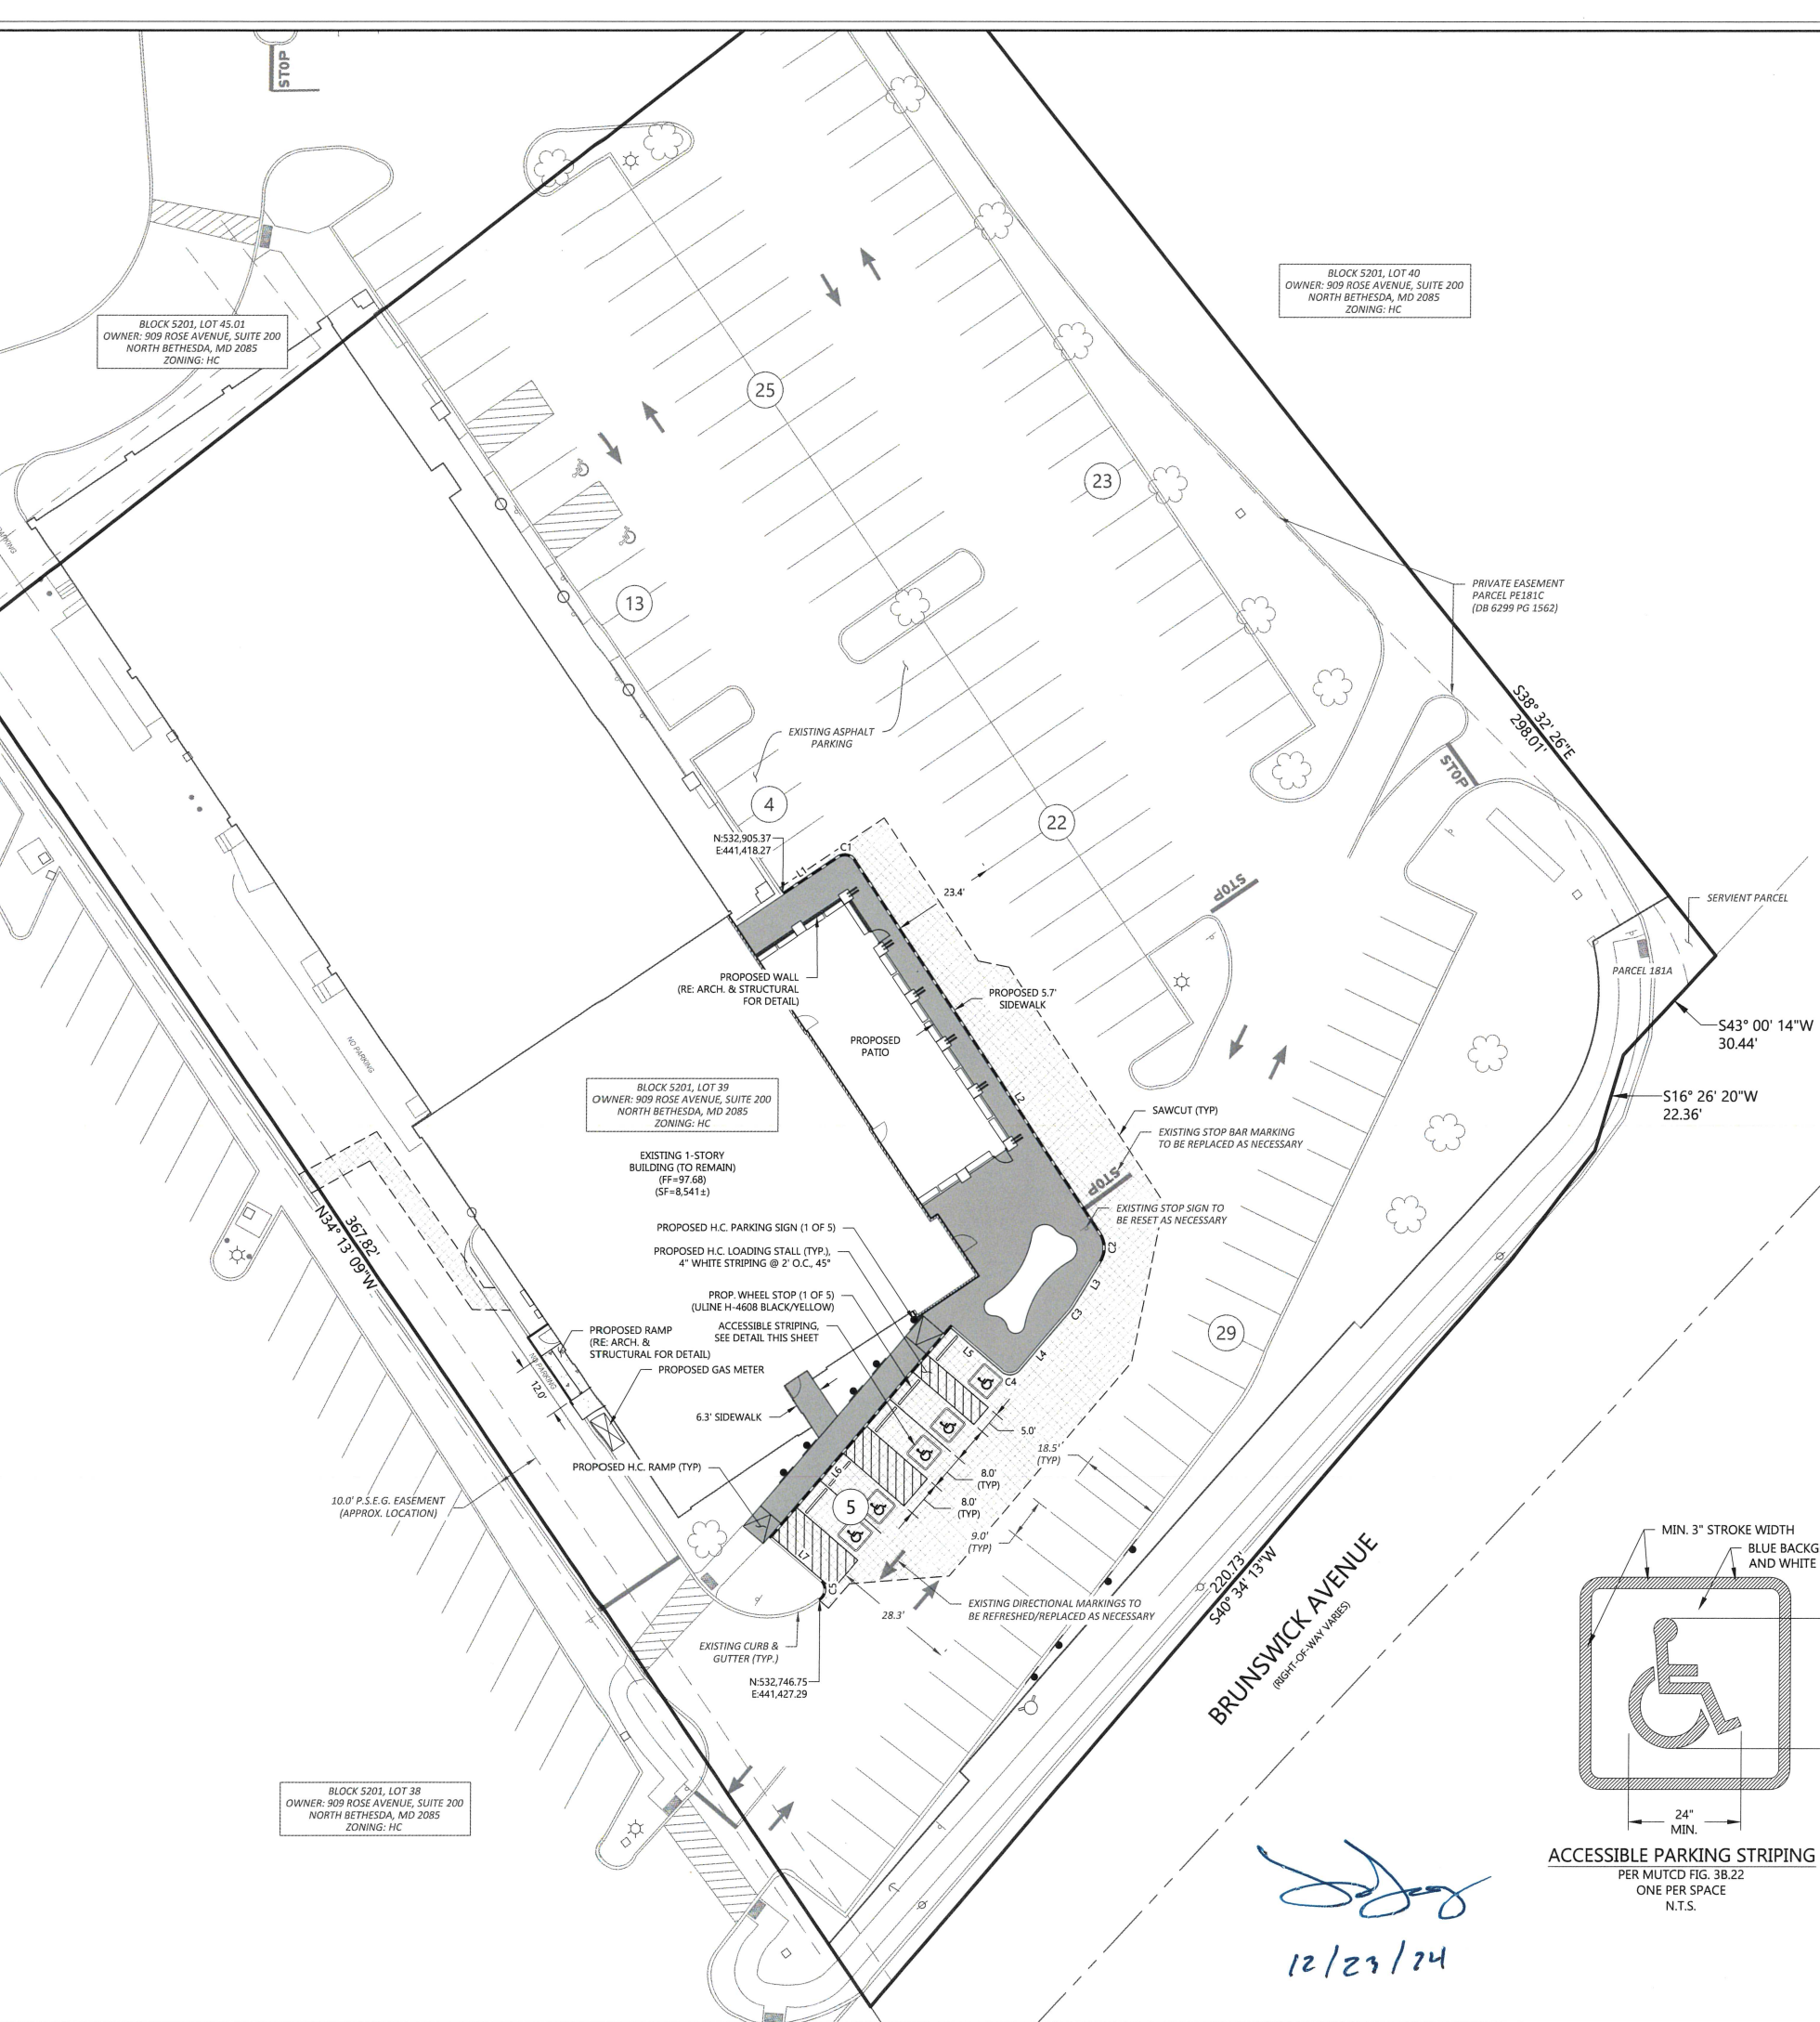 STOP
BLOCK 5201, LOT 40
OWNER: 909 ROSE AVENUE, SUITE 200
NORTH BETHESDA, MD 2085
ZONING: HC
BLOCK 5201, LOT 45.01
OWNER: 909 ROSE AVENUE, SUITE 200
NORTH BETHESDA, MD 2085
ZONING: HC
25
23
13
PRIVATE EASEMENT
PARCEL PE181C
(DB 6299 PG 1562)
S38° 32' 26"E
298.01'
STOP
EXISTING ASPHALT
PARKING
4
22
N:532,905.37
E:441,418.27
L1
C1
23.4'
STOP
SERVIENT PARCEL
PARCEL 181A
PROPOSED WALL
(RE: ARCH. & STRUCTURAL
FOR DETAIL)
PROPOSED 5.7'
SIDEWALK
S43° 00' 14"W
30.44'
PROPOSED
PATIO
NO PARKING
L2
S16° 26' 20"W
22.36'
BLOCK 5201, LOT 39
OWNER: 909 ROSE AVENUE, SUITE 200
NORTH BETHESDA, MD 2085
ZONING: HC
SAWCUT (TYP)
EXISTING STOP BAR MARKING
TO BE REPLACED AS NECESSARY
EXISTING 1-STORY
BUILDING (TO REMAIN)
(FF=97.68)
(SF=8,541±)
STOP
EXISTING STOP SIGN TO
BE RESET AS NECESSARY
367.82'
N34° 13' 09"W
PROPOSED H.C. PARKING SIGN (1 OF 5)
PROPOSED H.C. LOADING STALL (TYP.),
4" WHITE STRIPING @ 2' O.C., 45°
C2
L3
PROP. WHEEL STOP (1 OF 5)
(ULINE H-4608 BLACK/YELLOW)
C3
ACCESSIBLE STRIPING,
SEE DETAIL THIS SHEET
29
PROPOSED RAMP
(RE: ARCH. &
STRUCTURAL FOR DETAIL)
PROPOSED GAS METER
NO PARKING
12.0'
L5
L4
C4
6.3' SIDEWALK
5.0'
18.5'
(TYP)
PROPOSED H.C. RAMP (TYP)
L6
8.0'
(TYP)
8.0'
(TYP)
5
10.0' P.S.E.G. EASEMENT
(APPROX. LOCATION)
9.0'
(TYP)
L7
C5
28.3'
EXISTING DIRECTIONAL MARKINGS TO
BE REFRESHED/REPLACED AS NECESSARY
220.73'
S40° 34' 13"W
EXISTING CURB &
GUTTER (TYP.)
N:532,746.75
E:441,427.29
BRUNSWICK AVENUE
(RIGHT-OF-WAY VARIES)
MIN. 3" STROKE WIDTH
BLUE BACKG
AND WHITE
BLOCK 5201, LOT 38
OWNER: 909 ROSE AVENUE, SUITE 200
NORTH BETHESDA, MD 2085
ZONING: HC
24"
MIN.
ACCESSIBLE PARKING STRIPING
PER MUTCD FIG. 3B.22
ONE PER SPACE
N.T.S.
12/23/24